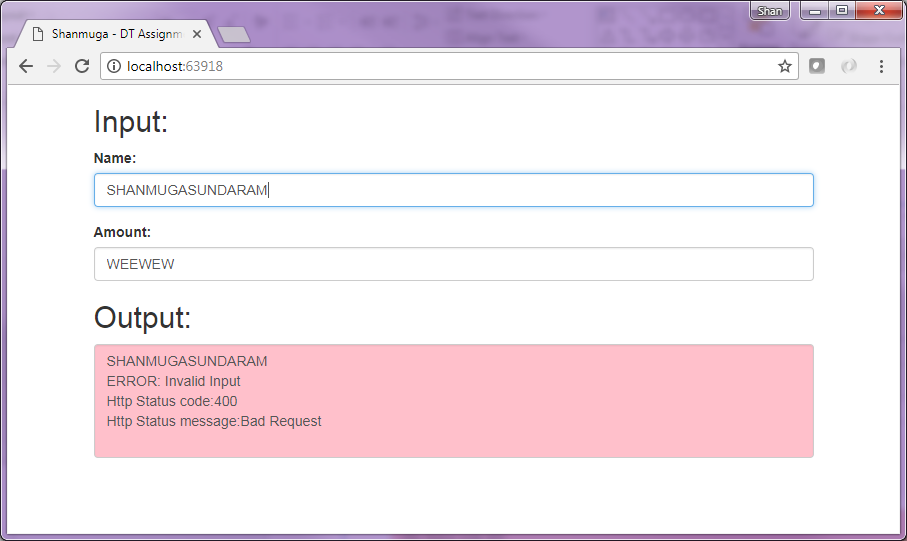 Shan
Shanmuga - DT Assignm
localhost:63918
Input:
Name:
SHANMUGASUNDARAM
Amount:
WEEWEW
Output:
SHANMUGASUNDARAM
ERROR: Invalid Input
Http Status code:400
Http Status message:Bad Request